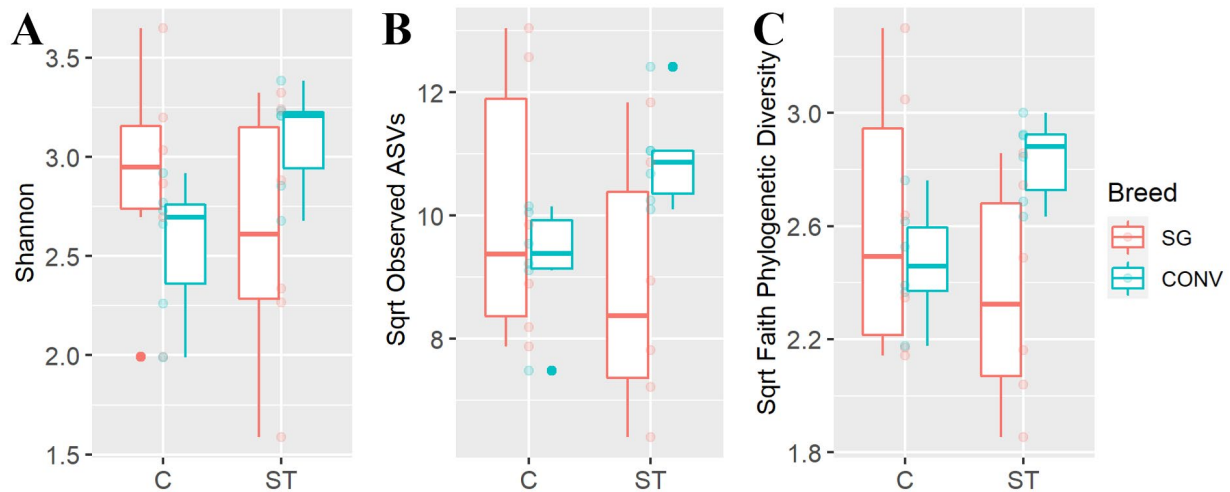 A
Shannon
3.5
3.0
2.5
2.0
1.5
C
ST
B
Sqrt Observed ASVs
12
10
8
C
ST
C
Sqrt Faith Phylogenetic Diversity
3.0
2.6
2.2
1.8
C
ST
Breed
SG
CONV